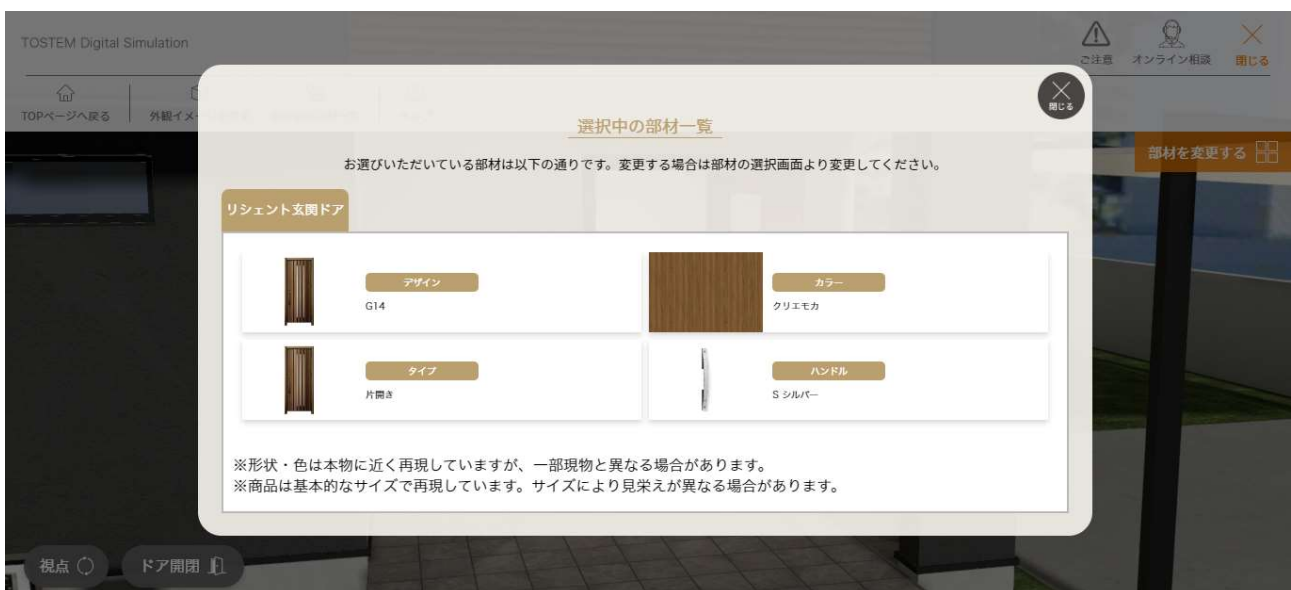 TOSTEM Digital Simulation
ご注意
オンライン相談
閉じる
TOPページへ戻る
外観イメー
閉じる
選択中の部材一覧
お選びいただいている部材は以下の通りです。変更する場合は部材の選択画面より変更してください。
部材を変更する
リシェント玄関ドア
デザイン
G14
カラー
クリエモカ
タイプ
片開き
ハンドル
S シルバー
※形状・色は本物に近く再現していますが、一部現物と異なる場合があります。
※商品は基本的なサイズで再現しています。サイズにより見栄えが異なる場合があります。
視点
ドア開閉